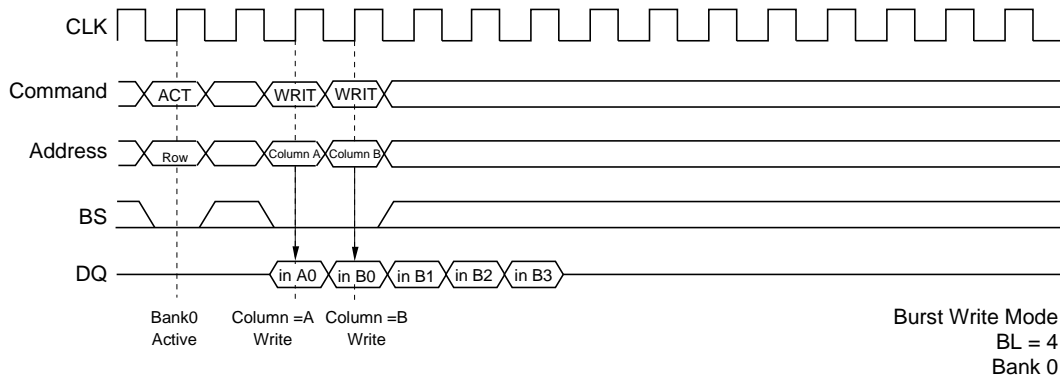 CLK
Command ACT WRIT WRIT
Address Row Column A Column B
BS
DQ in A0 in B0 in B1 in B2 in B3
Bank0 Column =A Column =B
Active Write Write
Burst Write Mode
BL = 4
Bank 0